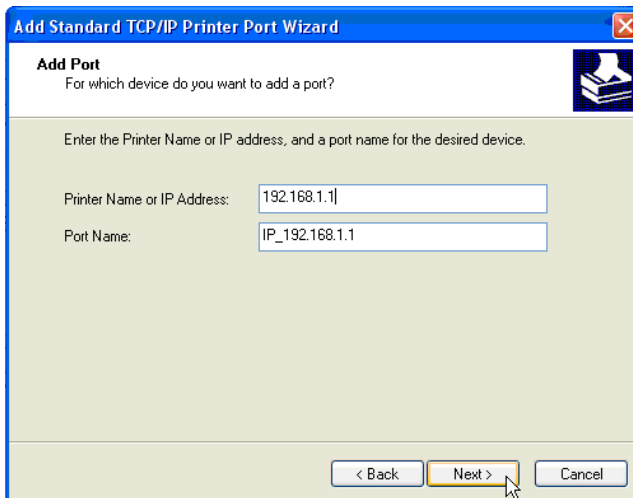 Add Standard TCP/IP Printer Port Wizard
Add Port
For which device do you want to add a port?
Enter the Printer Name or IP address, and a port name for the desired device.
Printer Name or IP Address: 192.168.1.1
Port Name: IP_192.168.1.1
< Back Next > Cancel